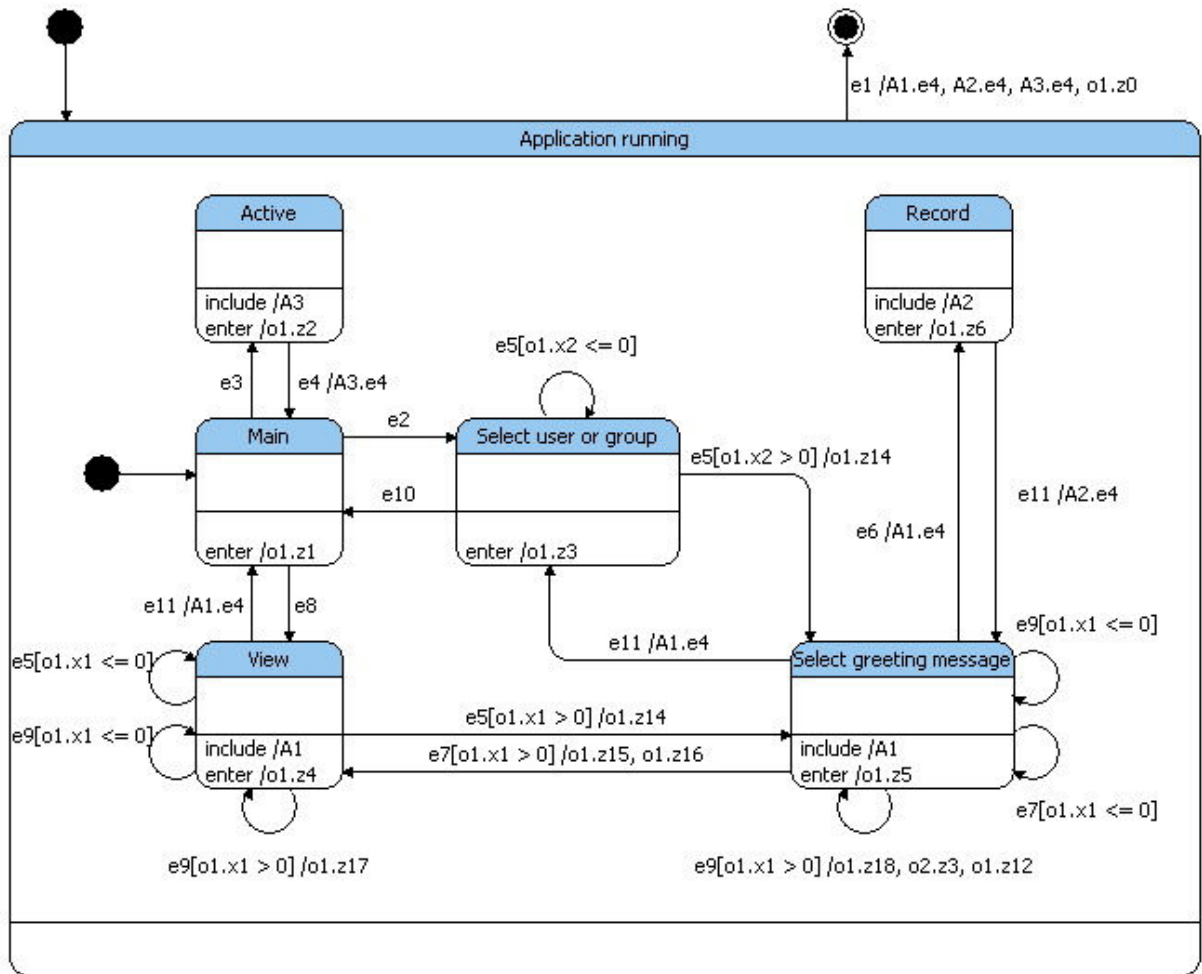 e1 /A1.e4, A2.e4, A3.e4, o1.z0
Application running
Active
include /A3
enter /o1.z2
Record
include /A2
enter /o1.z6
e5[o1.x2 <= 0]
e3
e4 /A3.e4
Main
enter /o1.z1
e2
Select user or group
enter /o1.z3
e5[o1.x2 > 0] /o1.z14
e10
e11 /A2.e4
e6 /A1.e4
e11 /A1.e4
e8
e11 /A1.e4
e9[o1.x1 <= 0]
e5[o1.x1 <= 0]
View
include /A1
enter /o1.z4
Select greeting message
include /A1
enter /o1.z5
e5[o1.x1 > 0] /o1.z14
e9[o1.x1 <= 0]
e7[o1.x1 > 0] /o1.z15, o1.z16
e7[o1.x1 <= 0]
e9[o1.x1 > 0] /o1.z17
e9[o1.x1 > 0] /o1.z18, o2.z3, o1.z12